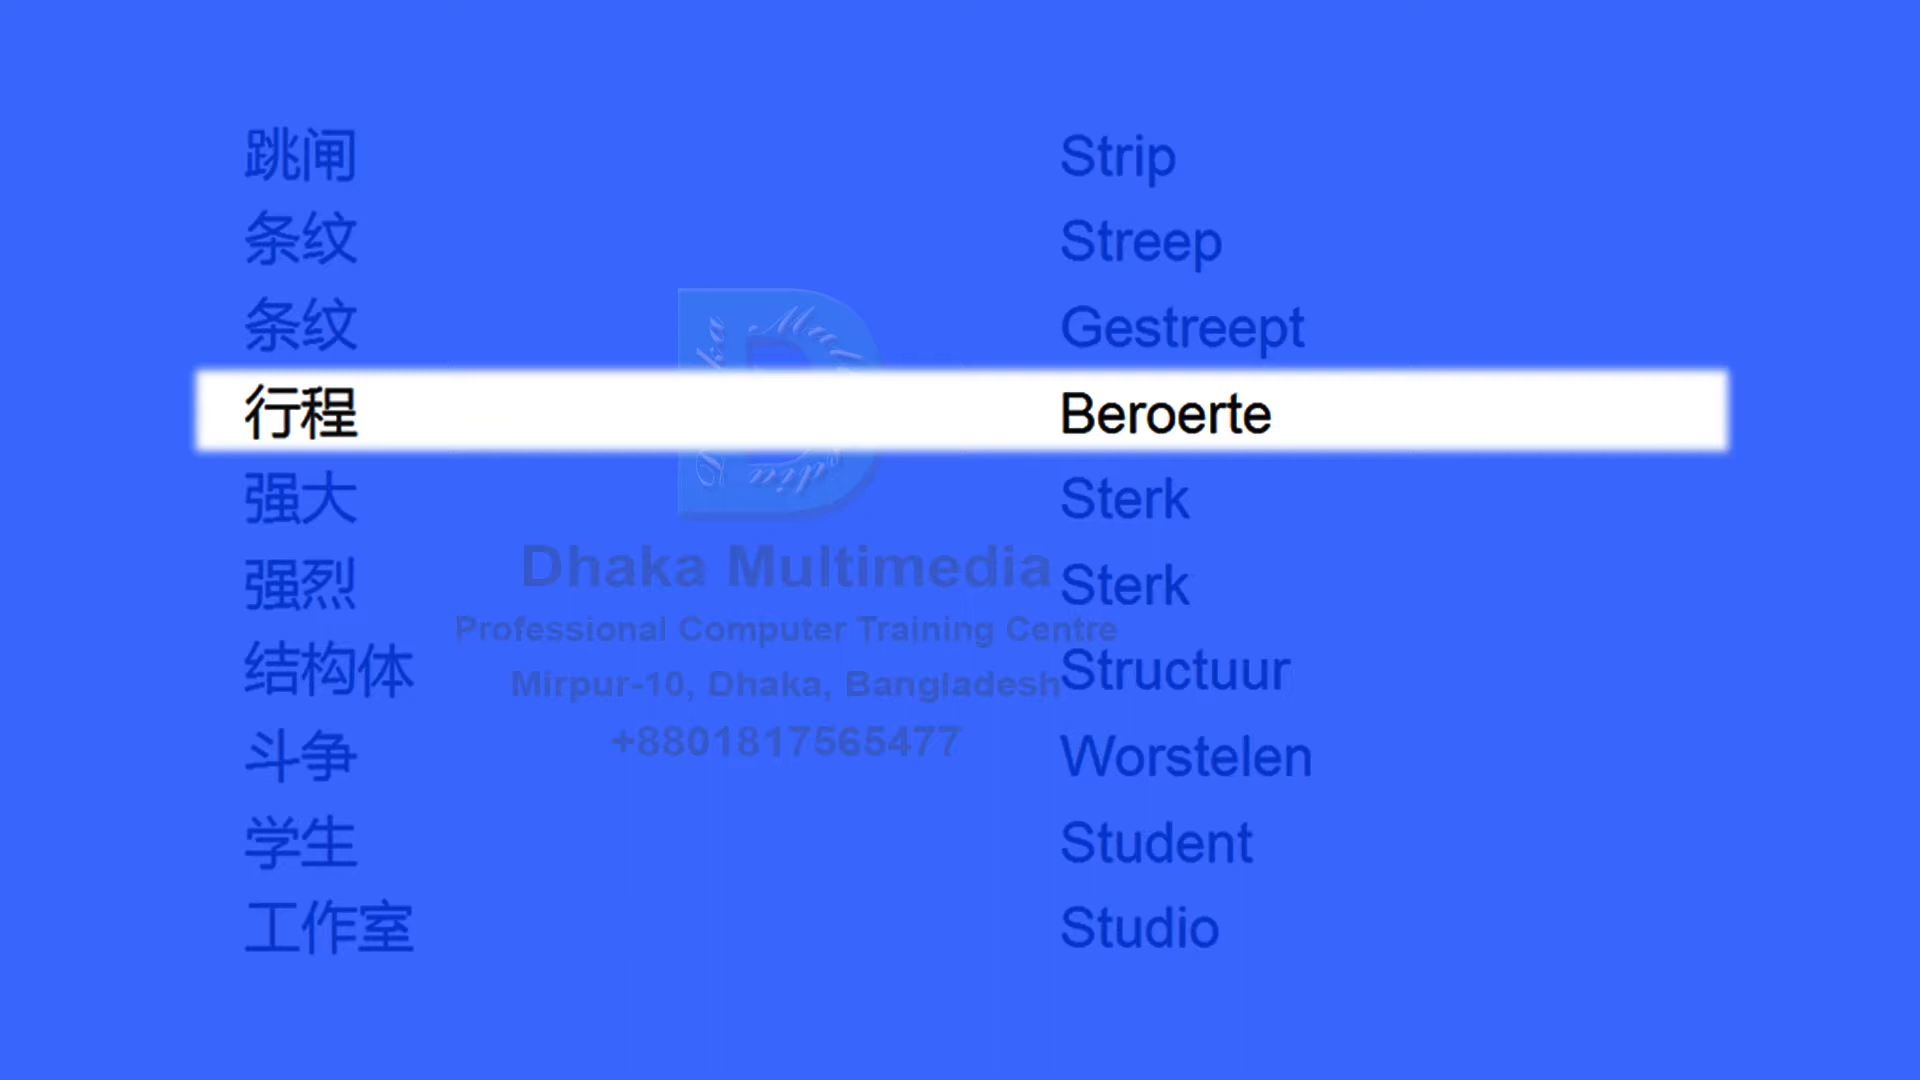 跳闸 Strip
条纹 Streep
条纹 Gestreept
行程 Beroerte
强大 Sterk
强烈 Sterk
结构体 Structuur
斗争 Worstelen
学生 Student
工作室 Studio
Dhaka Multimedia
Professional Computer Training Centre
Mirpur-10, Dhaka, Bangladesh
+8801817565477